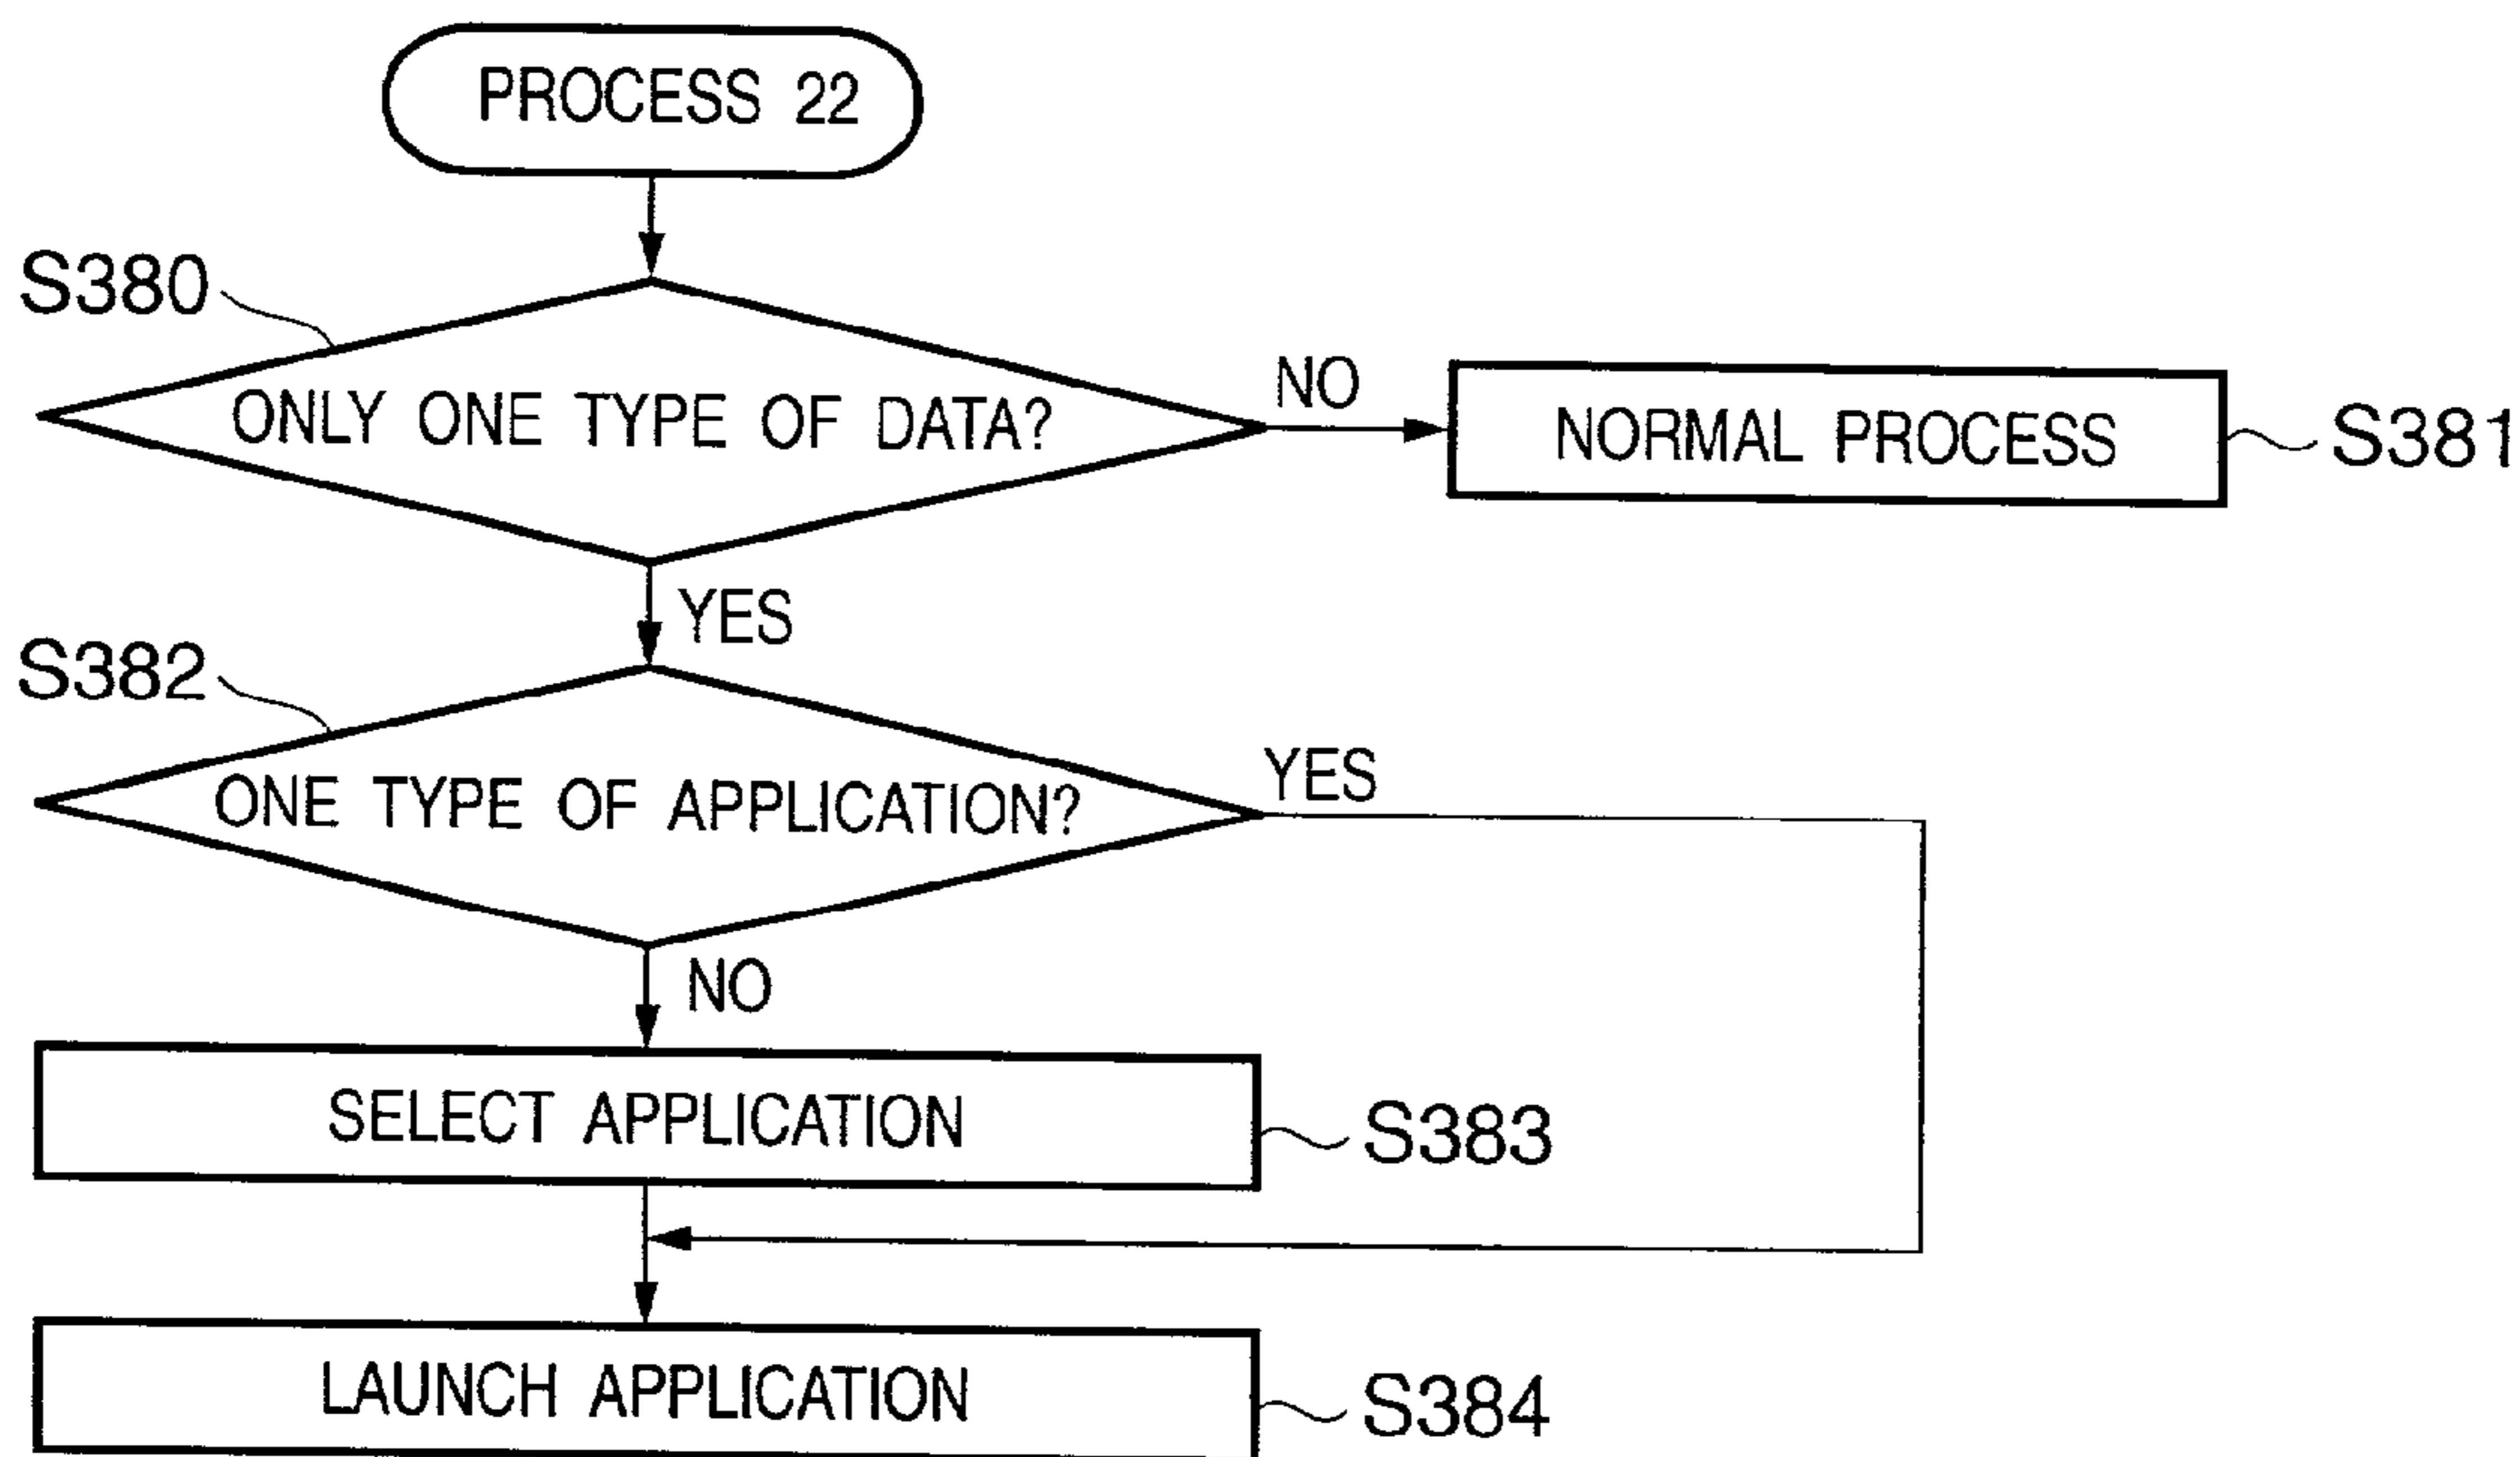 PROCESS 22
S380
ONLY ONE TYPE OF DATA?
NO
NORMAL PROCESS
S381
YES
S382
ONE TYPE OF APPLICATION?
YES
NO
SELECT APPLICATION
S383
LAUNCH APPLICATION
S384